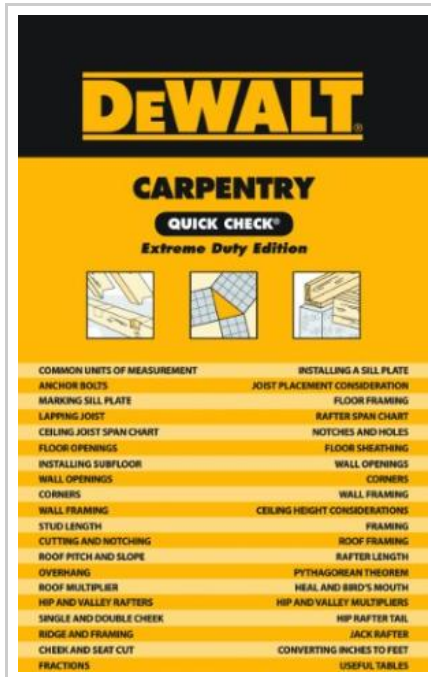 DEWALT®
CARPENTRY
QUICK CHECK®
Extreme Duty Edition
COMMON UNITS OF MEASUREMENT INSTALLING A SILL PLATE
ANCHOR BOLTS JOIST PLACEMENT CONSIDERATION
MARKING SILL PLATE FLOOR FRAMING
LAPPING JOIST RAFTER SPAN CHART
CEILING JOIST SPAN CHART NOTCHES AND HOLES
FLOOR OPENINGS FLOOR SHEATHING
INSTALLING SUBFLOOR WALL OPENINGS
WALL OPENINGS CORNERS
CORNERS WALL FRAMING
WALL FRAMING CEILING HEIGHT CONSIDERATIONS
STUD LENGTH FRAMING
CUTTING AND NOTCHING ROOF FRAMING
ROOF PITCH AND SLOPE RAFTER LENGTH
OVERHANG PYTHAGOREAN THEOREM
ROOF MULTIPLIER HEAL AND BIRD'S MOUTH
HIP AND VALLEY RAFTERS HIP AND VALLEY MULTIPLIERS
SINGLE AND DOUBLE CHEEK HIP RAFTER TAIL
RIDGE AND FRAMING JACK RAFTER
CHEEK AND SEAT CUT CONVERTING INCHES TO FEET
FRACTIONS USEFUL TABLES